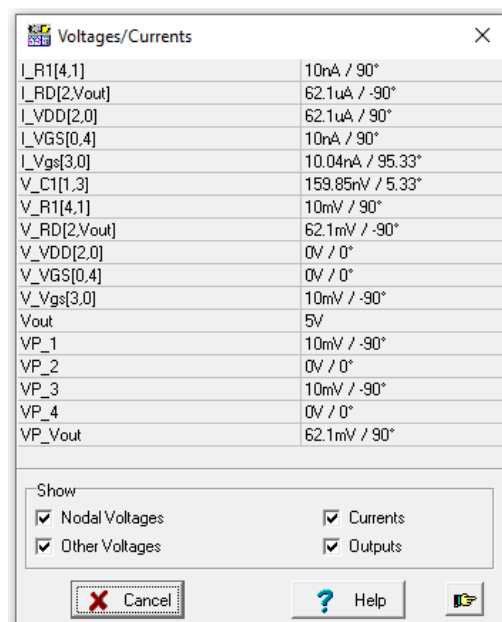 Voltages/Currents
I_R1[4,1] 10nA / 90°
I_RD[2,Vout] 62.1uA / -90°
I_VDD[2,0] 62.1uA / 90°
I_VGS[0,4] 10nA / 90°
I_Vgs[3,0] 10.04nA / 95.33°
V_C1[1,3] 159.85nV / 5.33°
V_R1[4,1] 10mV / 90°
V_RD[2,Vout] 62.1mV / -90°
V_VDD[2,0] 0V / 0°
V_VGS[0,4] 0V / 0°
V_Vgs[3,0] 10mV / -90°
Vout 5V
VP_1 10mV / -90°
VP_2 0V / 0°
VP_3 10mV / -90°
VP_4 0V / 0°
VP_Vout 62.1mV / 90°
Show
Nodal Voltages Currents
Other Voltages Outputs
Cancel ? Help